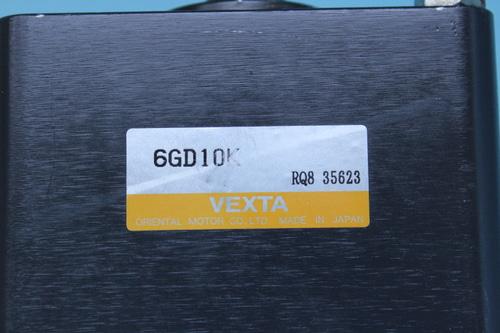 6GD10K
RQ8 35623
VEXTA
ORIENTAL MOTOR CO.,LTD. MADE IN JAPAN